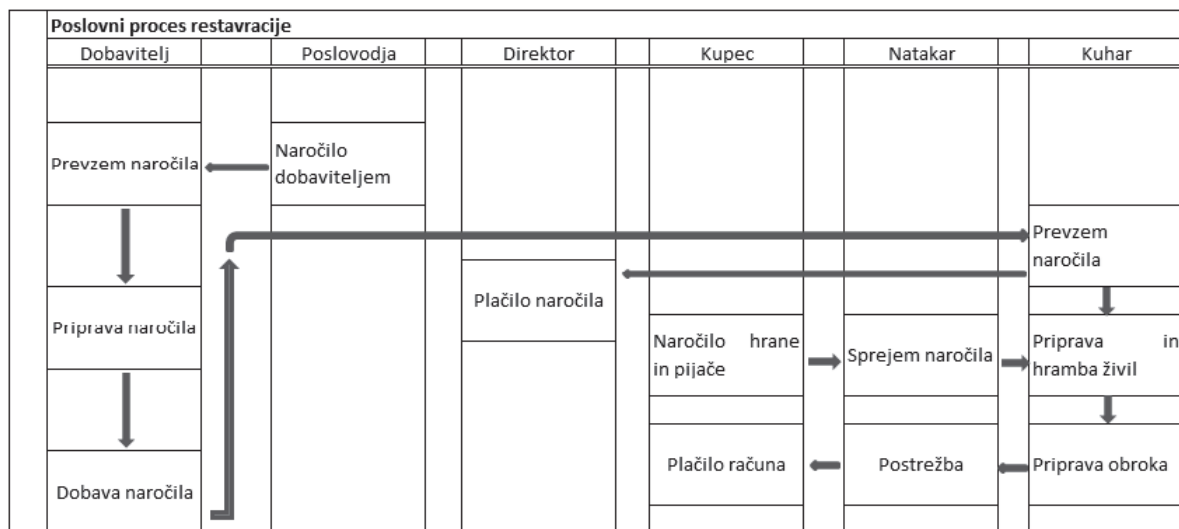 Poslovni proces restavracije
Dobavitelj Poslovodja Direktor Kupec Natakar Kuhar
Prevzem naročila
Naročilo
dobaviteljem
Prevzem
naročila
Plačilo naročila
Priprava naročila
Naročilo hrane
in pijače
Sprejem naročila
Priprava in
hramba živil
Plačilo računa
Postrežba
Priprava obroka
Dobava naročila